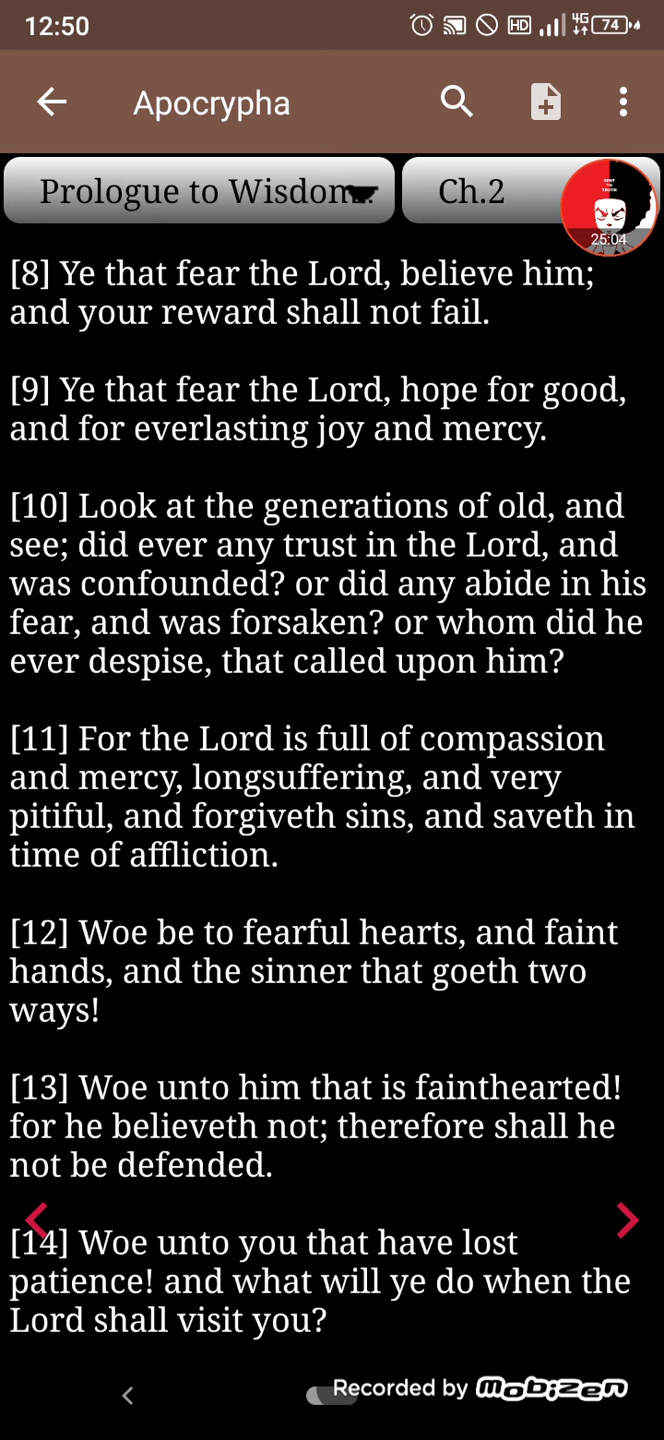 12:50
HD
4G
74
Apocrypha
Prologue to Wisdom...
Ch.2
25:04
[8] Ye that fear the Lord, believe him;
and your reward shall not fail.
[9] Ye that fear the Lord, hope for good,
and for everlasting joy and mercy.
[10] Look at the generations of old, and
see; did ever any trust in the Lord, and
was confounded? or did any abide in his
fear, and was forsaken? or whom did he
ever despise, that called upon him?
[11] For the Lord is full of compassion
and mercy, longsuffering, and very
pitiful, and forgiveth sins, and saveth in
time of affliction.
[12] Woe be to fearful hearts, and faint
hands, and the sinner that goeth two
ways!
[13] Woe unto him that is fainthearted!
for he believeth not; therefore shall he
not be defended.
[14] Woe unto you that have lost
patience! and what will ye do when the
Lord shall visit you?
Recorded by mobizen